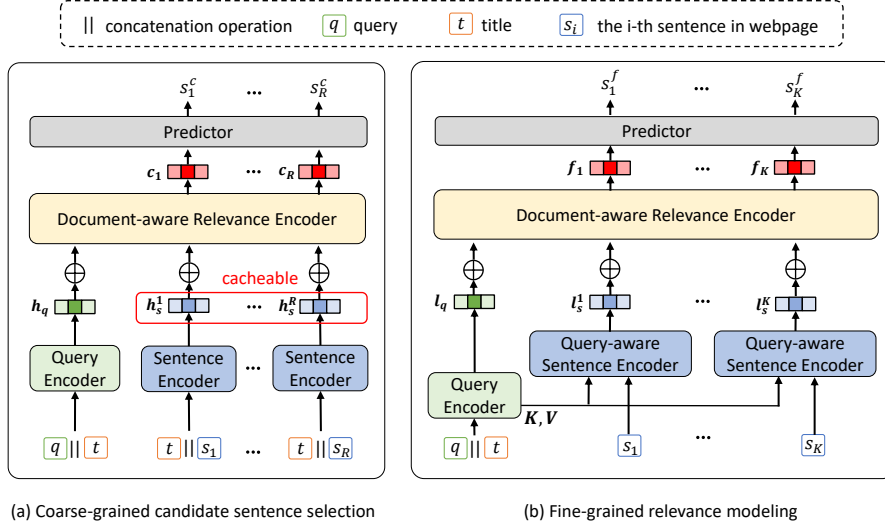 || concatenation operation q query t title s_i the i-th sentence in webpage
s_1^c ... s_R^c
Predictor
c_1 ... c_R
Document-aware Relevance Encoder
cacheable
h_q h_s^1 ... h_s^R
Query
Encoder
Sentence
Encoder
...
Sentence
Encoder
q || t t || s_1 ... t || s_R
(a) Coarse-grained candidate sentence selection
s_1^f ... s_K^f
Predictor
f_1 ... f_K
Document-aware Relevance Encoder
l_q l_s^1 ... l_s^K
Query-aware
Sentence Encoder
Query-aware
Sentence Encoder
Query
Encoder
K, V
q || t s_1 ... s_K
(b) Fine-grained relevance modeling